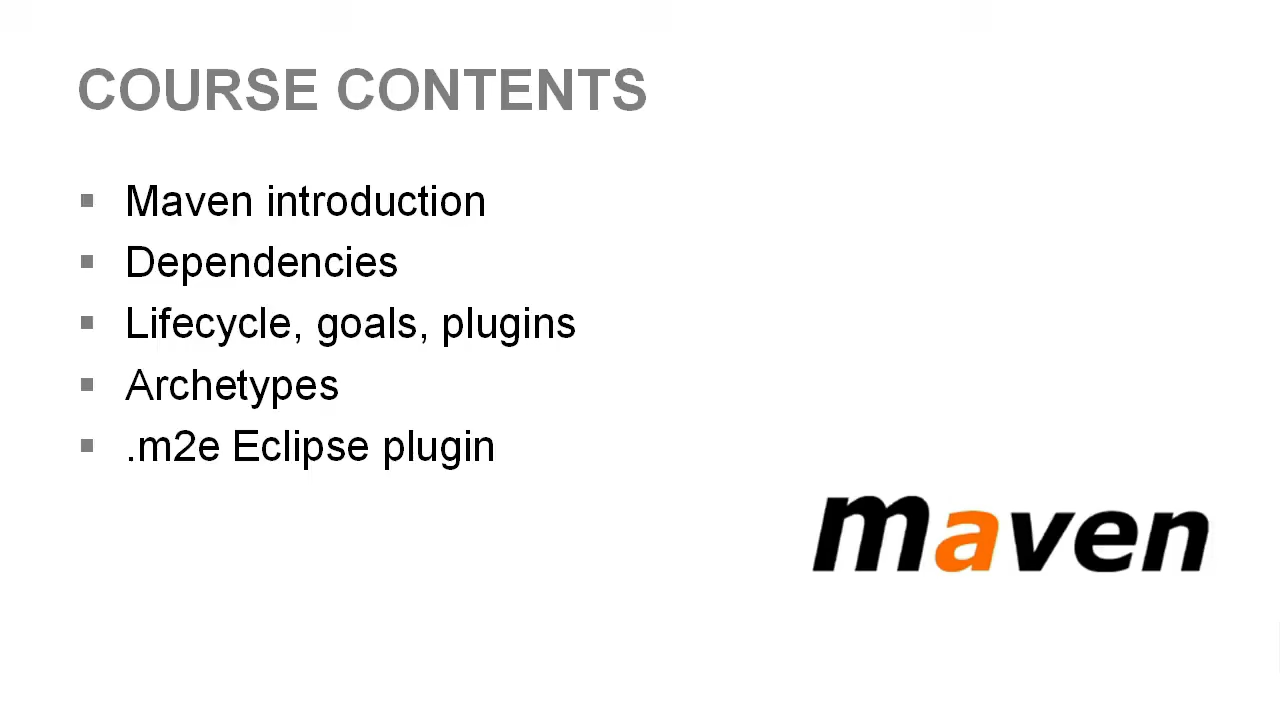 COURSE CONTENTS
▪ Maven introduction
▪ Dependencies
▪ Lifecycle, goals, plugins
▪ Archetypes
▪ .m2e Eclipse plugin
maven